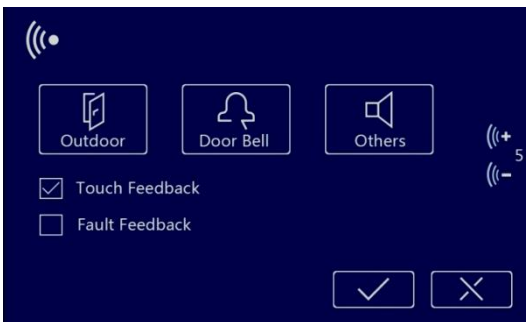 Outdoor
Door Bell
Others
5
Touch Feedback
Fault Feedback